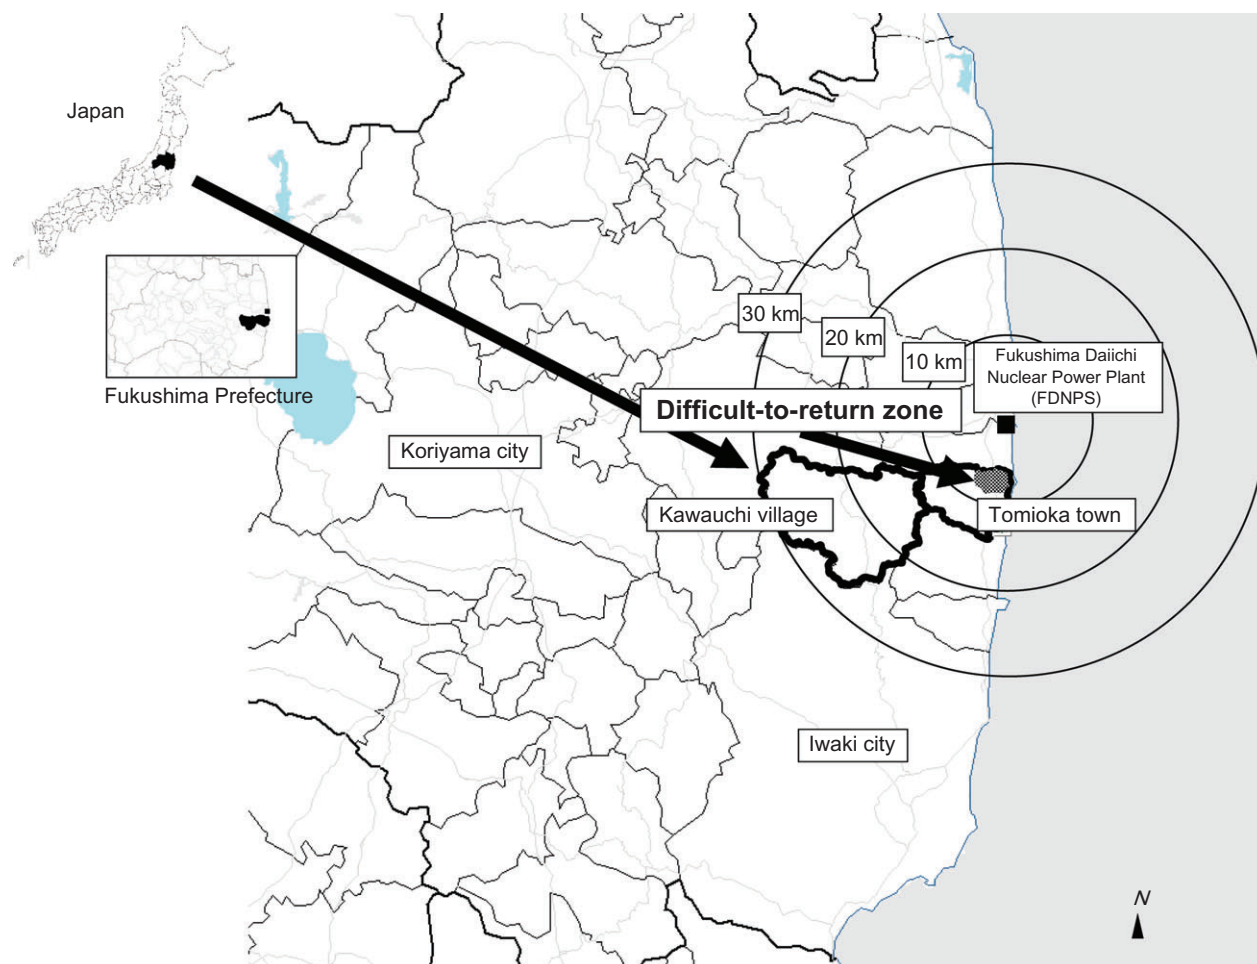 Japan
Fukushima Prefecture
30 km
20 km
10 km
Fukushima Daiichi
Nuclear Power Plant
(FDNPS)
Difficult-to-return zone
Koriyama city
Kawauchi village
Tomioka town
Iwaki city
N